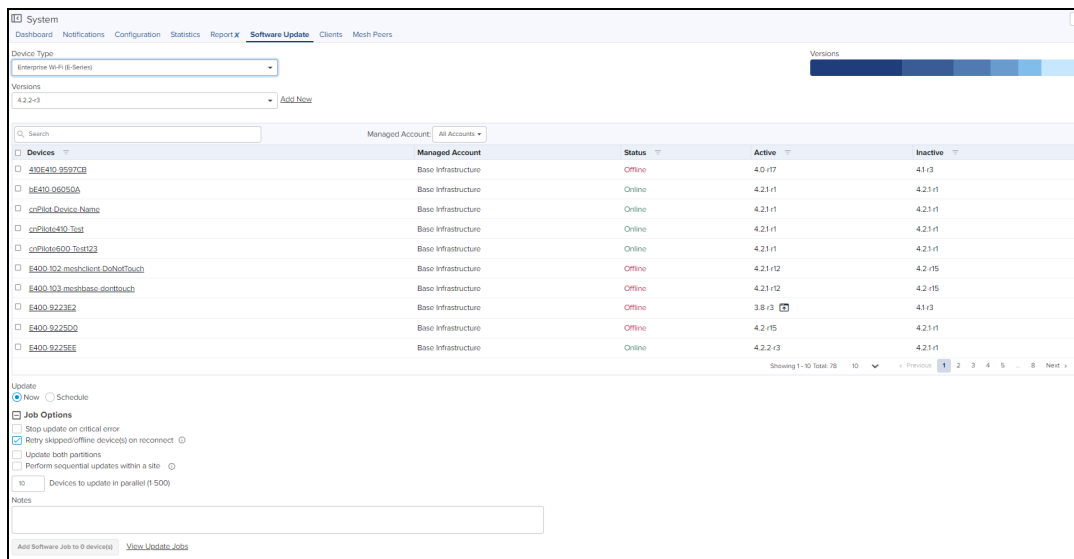 System
Dashboard Notifications Configuration Statistics Report X Software Update Clients Mesh Peers
Device Type
Versions
Enterprise Wi-Fi (E-Series)
Versions
4.2.2-r3 Add New
Search Managed Account: All Accounts
Devices Managed Account Status Active Inactive
410E410-9597CB Base Infrastructure Offline 4.0-r17 4.1-r3
bE410-06050A Base Infrastructure Online 4.2.1-r1 4.2.1-r1
cnPilot-Device-Name Base Infrastructure Online 4.2.1-r1 4.2.1-r1
cnPilote410-Test Base Infrastructure Online 4.2.1-r1 4.2.1-r1
cnPilote600-Test123 Base Infrastructure Online 4.2.1-r1 4.2.1-r1
E400-102-meshclient-DoNotTouch Base Infrastructure Offline 4.2.1-r12 4.2-r15
E400-103-meshbase-donttouch Base Infrastructure Offline 4.2.1-r12 4.2-r15
E400-9223E2 Base Infrastructure Offline 3.8-r3 4.1-r3
E400-9225D0 Base Infrastructure Offline 4.2-r15 4.2.1-r1
E400-9225EE Base Infrastructure Online 4.2.2-r3 4.2.1-r1
Showing 1 - 10 Total: 78 10 ‹ Previous 1 2 3 4 5 ... 8 Next ›
Update
Now Schedule
Job Options
Stop update on critical error
Retry skipped/offline device(s) on reconnect
Update both partitions
Perform sequential updates within a site
10 Devices to update in parallel (1-500)
Notes
Add Software Job to 0 device(s) View Update Jobs